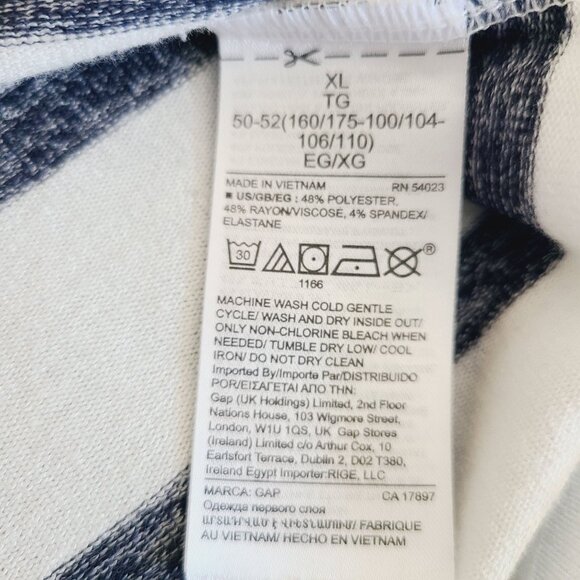 XL
TG
50-52(160/175-100/104-
106/110)
EG/XG
MADE IN VIETNAM RN 54023
■ US/GB/EG : 48% POLYESTER,
48% RAYON/VISCOSE, 4% SPANDEX/
ELASTANE
30 ®
1166
MACHINE WASH COLD GENTLE
CYCLE/ WASH AND DRY INSIDE OUT/
ONLY NON-CHLORINE BLEACH WHEN
NEEDED/ TUMBLE DRY LOW/ COOL
IRON/ DO NOT DRY CLEAN
Imported By/Importe Par/DISTRIBUIDO
POR/ΕΙΣΑΓΕΤΑΙ ΑΠΟ ΤΗΝ:
Gap (UK Holdings) Limited, 2nd Floor
Nations House, 103 Wigmore Street,
London, W1U 1QS, UK Gap Stores
(Ireland) Limited c/o Arthur Cox, 10
Earlsfort Terrace, Dublin 2, D02 T380,
Ireland Egypt Importer:RIGE, LLC
MARCA: GAP CA 17897
Одежда первого слоя
ԱՐՏԱԴՐՎԱԾ Է ՎԻԵՏՆԱՄՈՒՄ/ FABRIQUE
AU VIETNAM/ HECHO EN VIETNAM